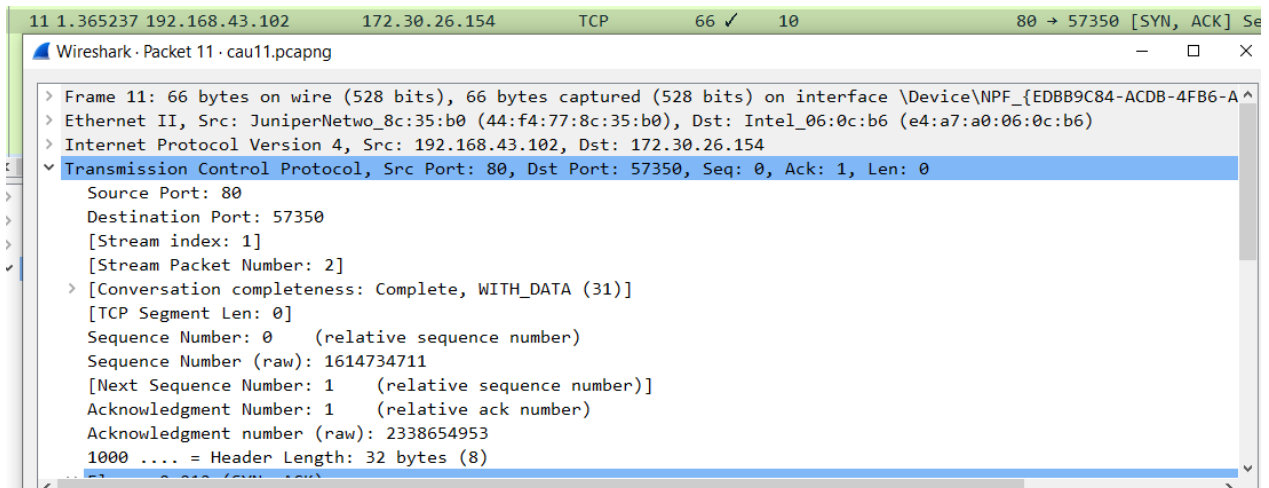 11 1.365237 192.168.43.102 172.30.26.154 TCP 66 ✓ 10 80 → 57350 [SYN, ACK] Se
Wireshark · Packet 11 · cau11.pcapng
> Frame 11: 66 bytes on wire (528 bits), 66 bytes captured (528 bits) on interface \Device\NPF_{EDBB9C84-ACDB-4FB6-A
> Ethernet II, Src: JuniperNetwo_8c:35:b0 (44:f4:77:8c:35:b0), Dst: Intel_06:0c:b6 (e4:a7:a0:06:0c:b6)
> Internet Protocol Version 4, Src: 192.168.43.102, Dst: 172.30.26.154
Transmission Control Protocol, Src Port: 80, Dst Port: 57350, Seq: 0, Ack: 1, Len: 0
Source Port: 80
Destination Port: 57350
[Stream index: 1]
[Stream Packet Number: 2]
> [Conversation completeness: Complete, WITH_DATA (31)]
[TCP Segment Len: 0]
Sequence Number: 0 (relative sequence number)
Sequence Number (raw): 1614734711
[Next Sequence Number: 1 (relative sequence number)]
Acknowledgment Number: 1 (relative ack number)
Acknowledgment number (raw): 2338654953
1000 .... = Header Length: 32 bytes (8)